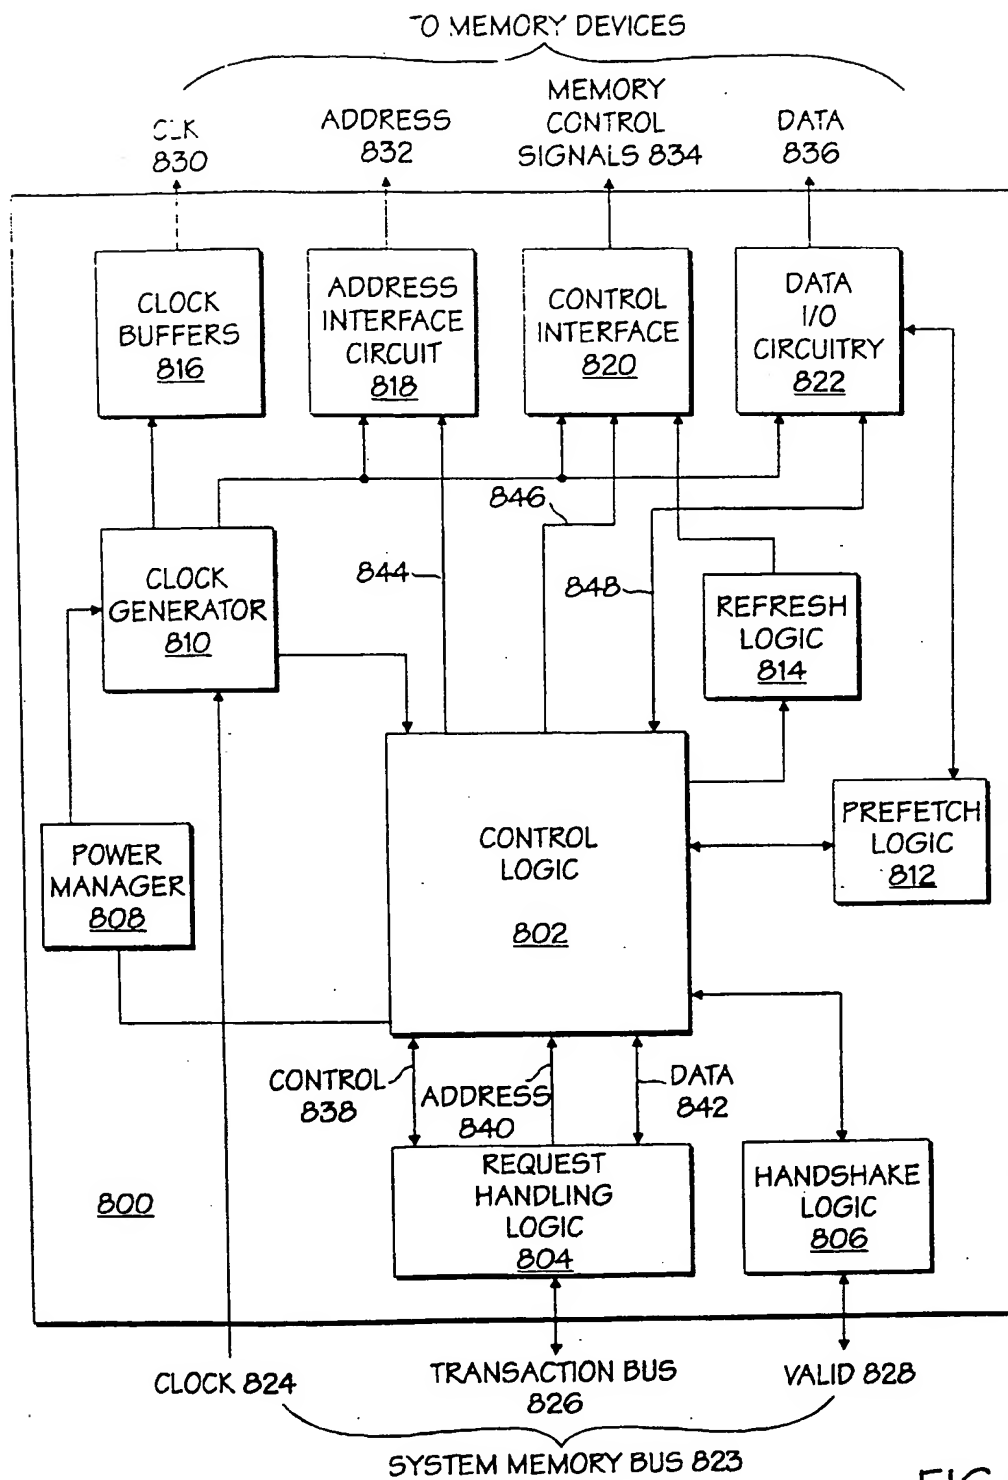 TO MEMORY DEVICES
CLK
830
ADDRESS
832
MEMORY
CONTROL
SIGNALS 834
DATA
836
CLOCK
BUFFERS
816
ADDRESS
INTERFACE
CIRCUIT
818
CONTROL
INTERFACE
820
DATA
I/O
CIRCUITRY
822
846
844
848
CLOCK
GENERATOR
810
REFRESH
LOGIC
814
POWER
MANAGER
808
CONTROL
LOGIC
802
PREFETCH
LOGIC
812
CONTROL
838
ADDRESS
840
DATA
842
800
REQUEST
HANDLING
LOGIC
804
HANDSHAKE
LOGIC
806
CLOCK 824
TRANSACTION BUS
826
VALID 828
SYSTEM MEMORY BUS 823